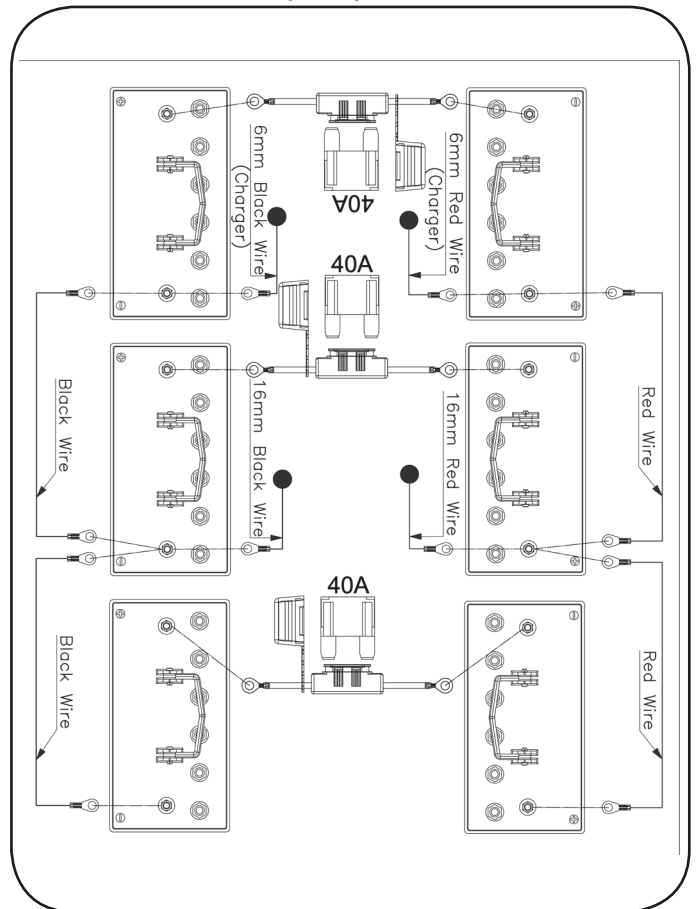 6mm Black Wire
(Charger)
6mm Red Wire
(Charger)
40A
40A
Black Wire
16mm Black Wire
16mm Red Wire
Red Wire
40A
Black Wire
Red Wire